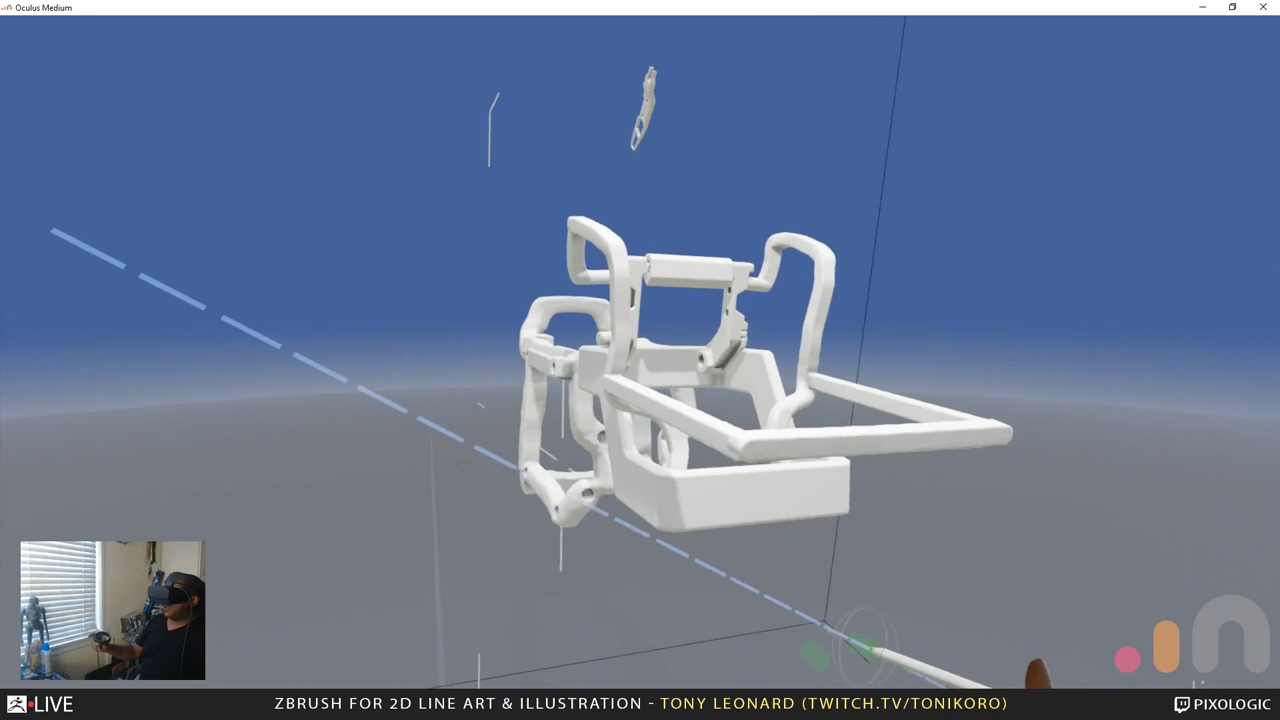 Oculus Medium
LIVE
ZBRUSH FOR 2D LINE ART & ILLUSTRATION - TONY LEONARD (TWITCH.TV/TONIKORO)
PIXOLOGIC